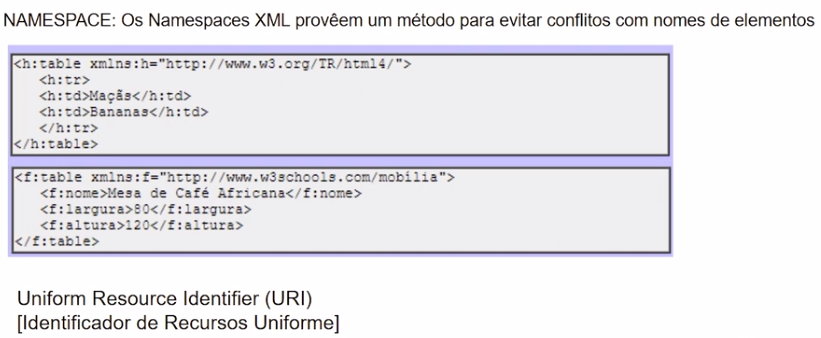 NAMESPACE: Os Namespaces XML provêem um método para evitar conflitos com nomes de elementos
<h:table xmlns:h="http://www.w3.org/TR/html4/">
<h:tr>
<h:td>Maçãs</h:td>
<h:td>Bananas</h:td>
</h:tr>
</h:table>
<f:table xmlns:f="http://www.w3schools.com/mobília">
<f:nome>Mesa de Café Africana</f:nome>
<f:largura>80</f:largura>
<f:altura>120</f:altura>
</f:table>
Uniform Resource Identifier (URI)
[Identificador de Recursos Uniforme]